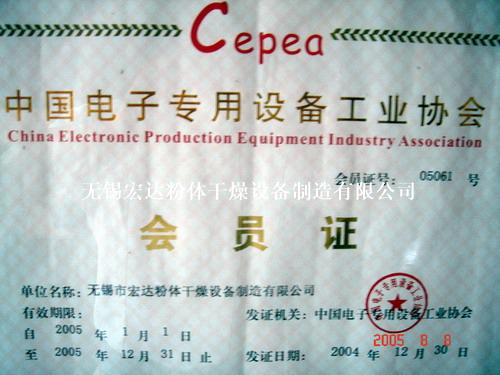 Cepea
中国电子专用设备工业协会
China Electronic Production Equipment Industry Association
会员证号: 05061 号
无锡宏达粉体干燥设备制造有限公司
会员证
单位名称: 无锡市宏达粉体干燥设备制造有限公司
有效期限: 发证机关: 中国电子专用设备工业协会
自 2005 年 1 月 1 日
至 2005 年 12 月 31 日止 发证日期: 2004 年 12 月 30 日
2005 8 8